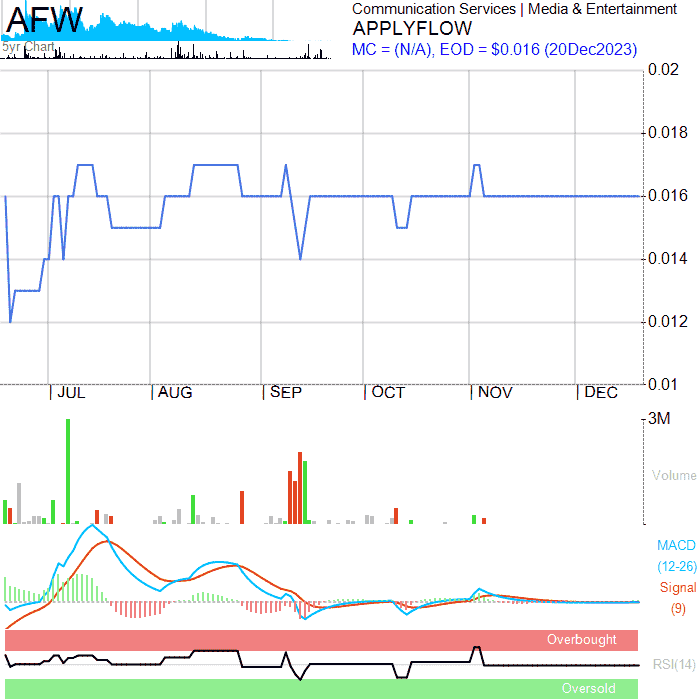 AFW
5yr Chart
Communication Services | Media & Entertainment
APPLYFLOW
MC = (N/A), EOD = $0.016 (20Dec2023)
0.02
0.018
0.016
0.014
0.012
0.01
JUL AUG SEP OCT NOV DEC
3M
Volume
MACD
(12-26)
Signal
(9)
Overbought
RSI(14)
Oversold